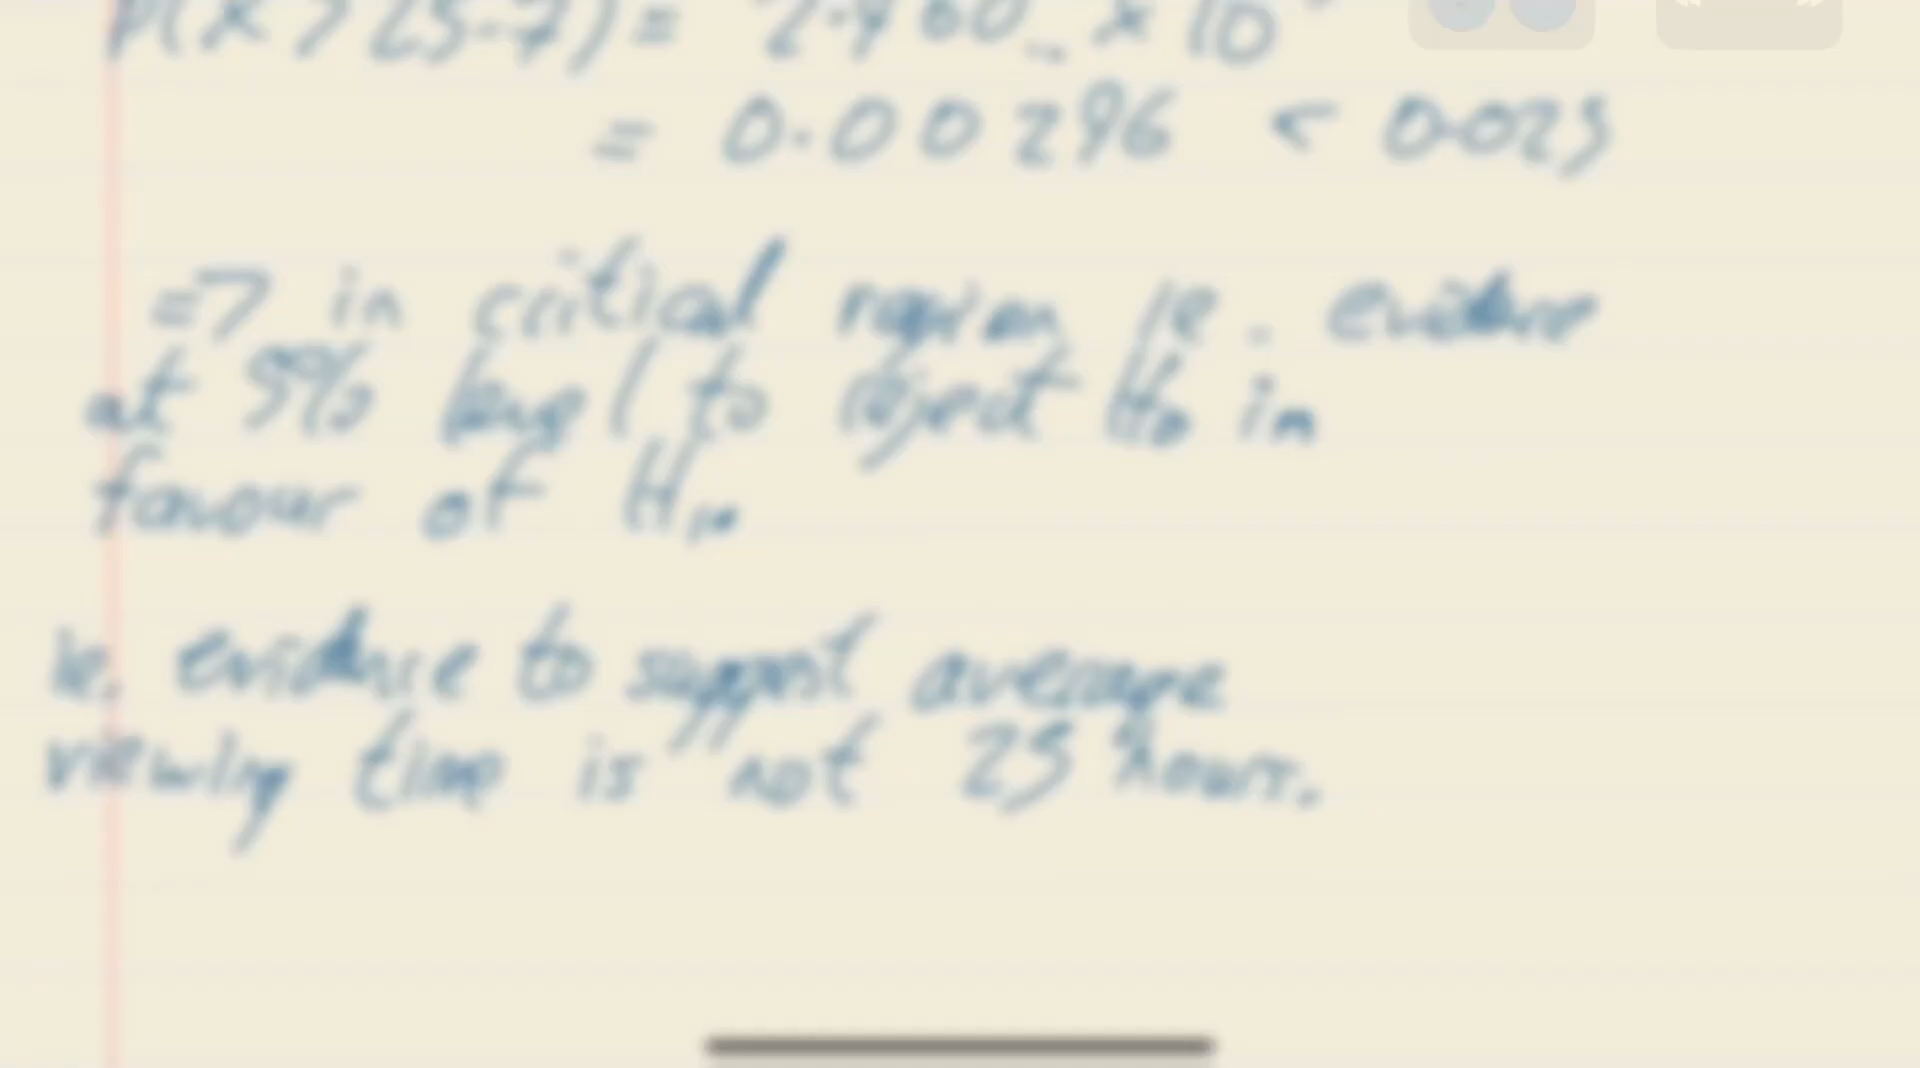 P(X > 25.7) = 2.960... × 10
= 0.00296 < 0.025
=> in critical region ie. evidence
at 5% level to reject H₀ in
favour of H₁.
ie. evidence to suggest average
viewing time is not 25 hours.